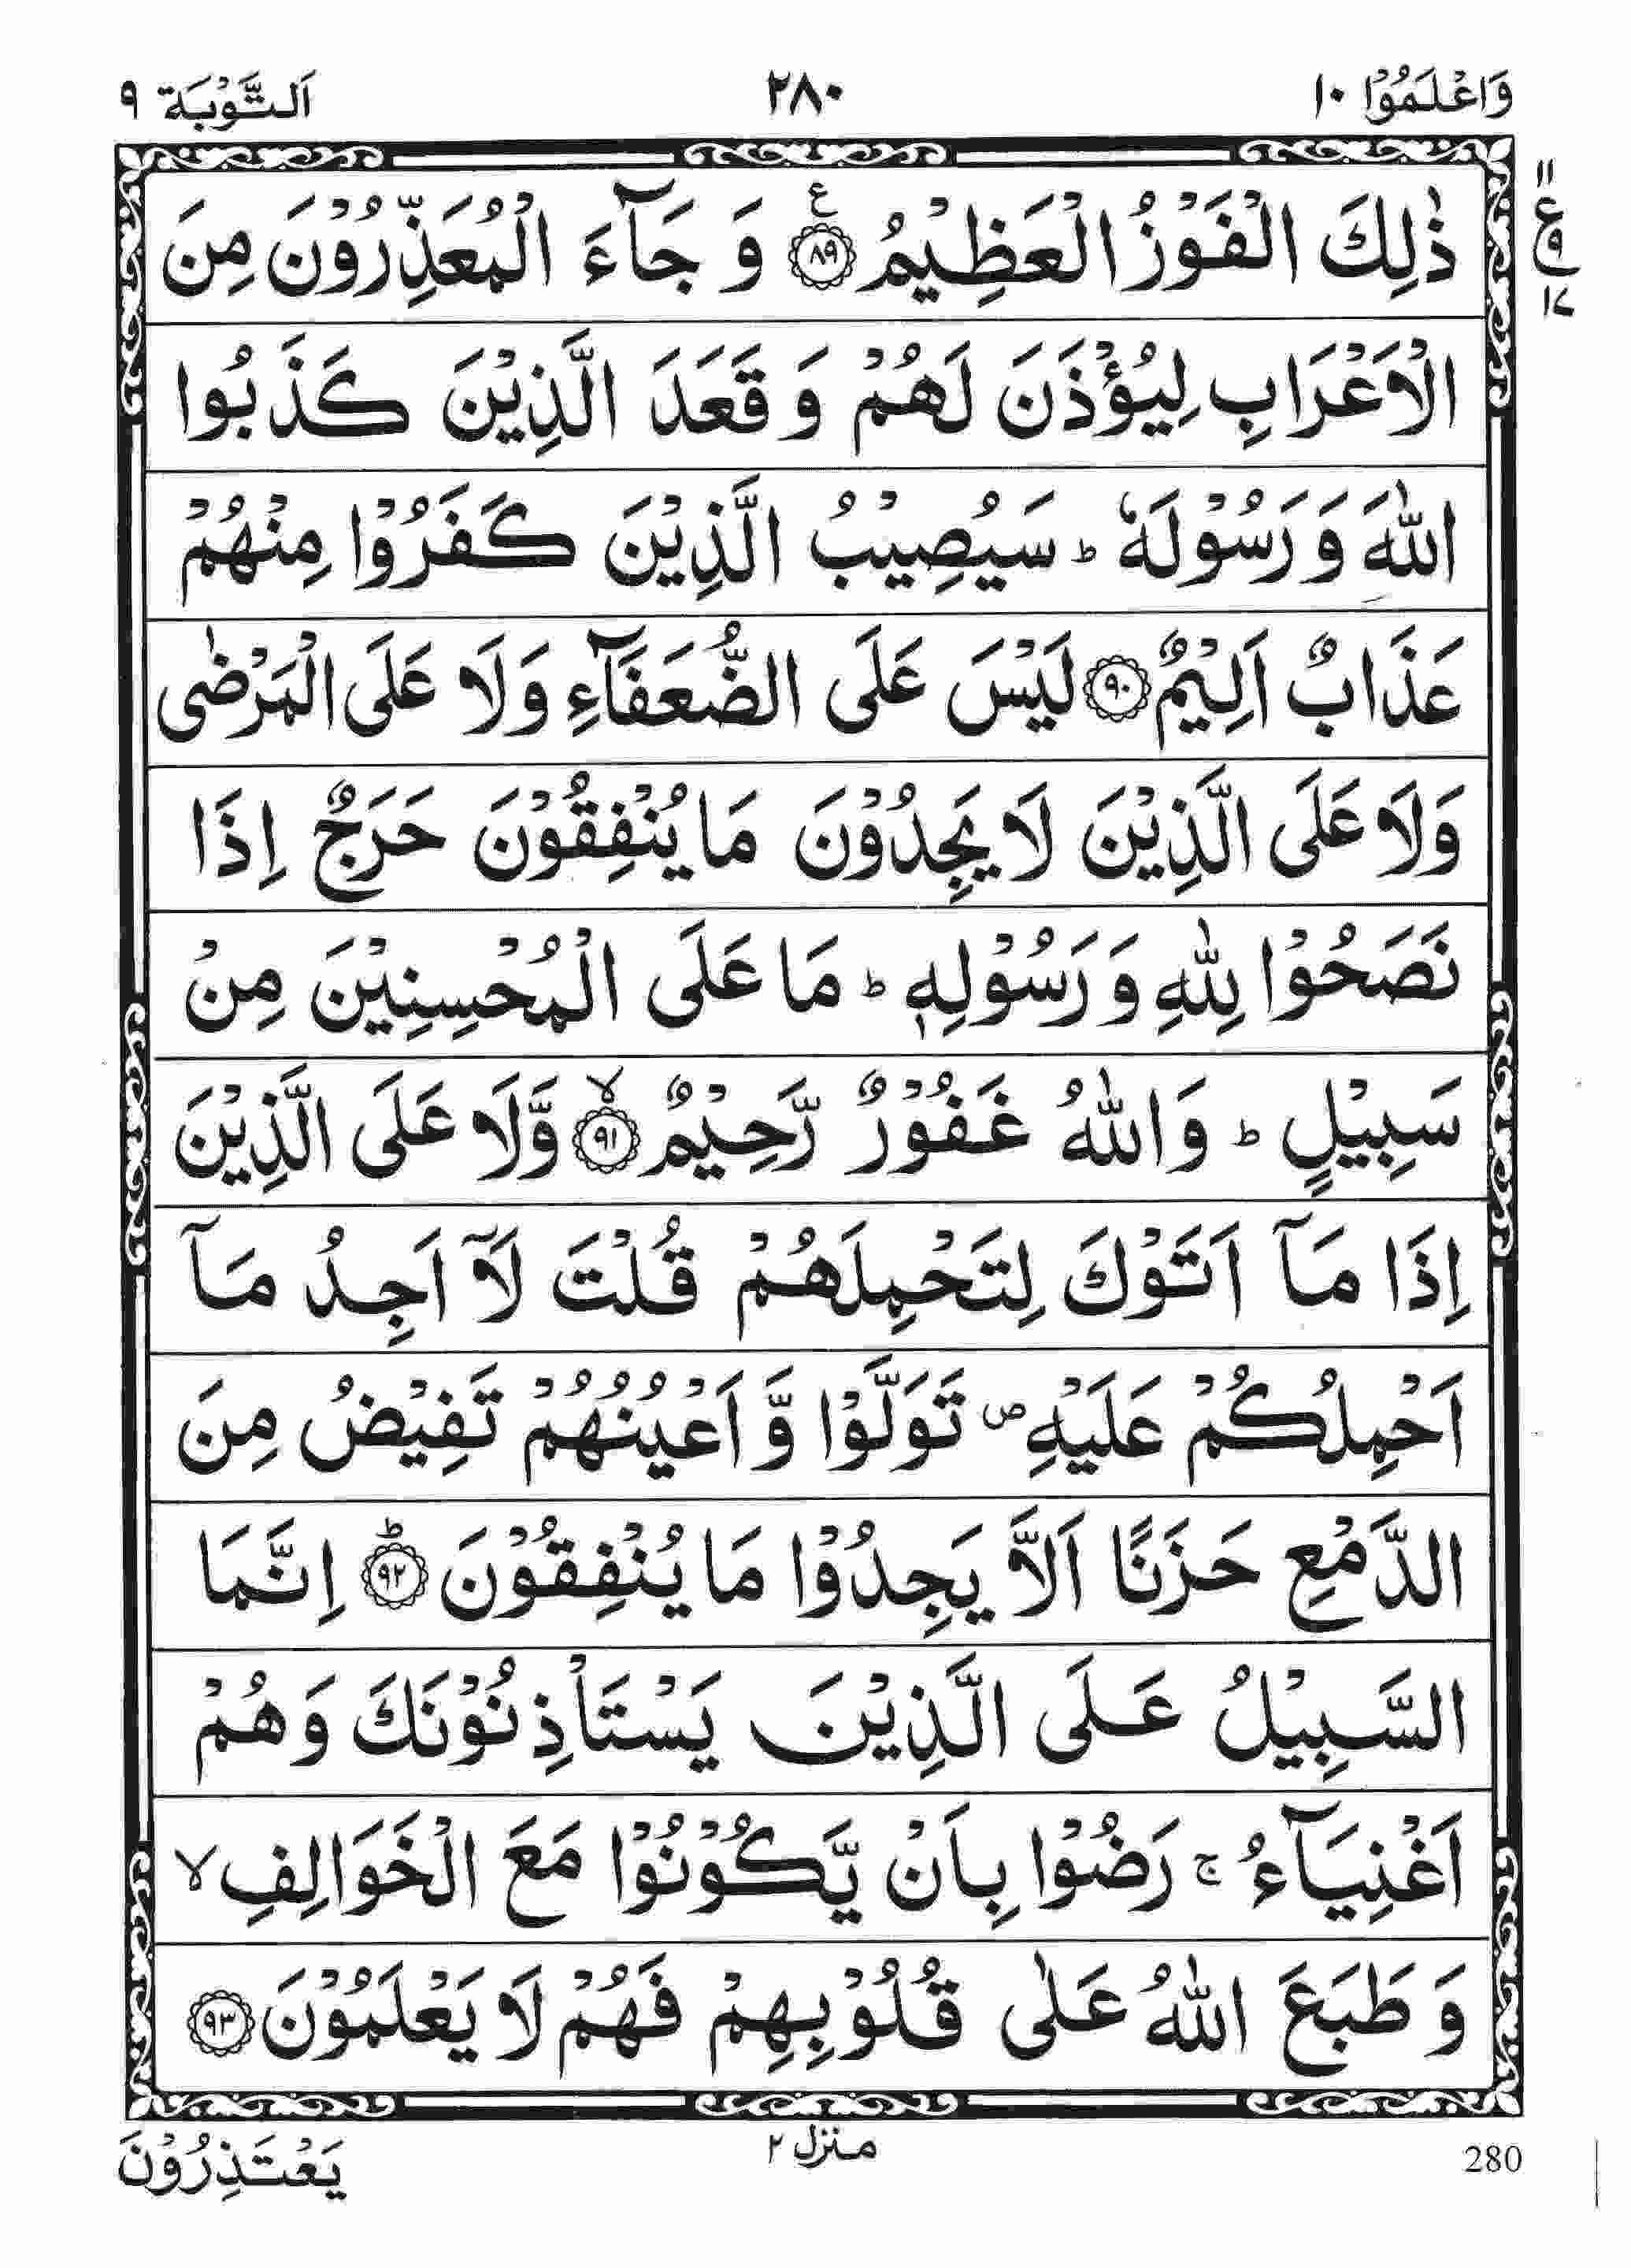 وَاعْلَمُوْا ١٠ ٢٨٠ اَلتَّوْبَة ٩
ذٰلِكَ الْفَوْزُ الْعَظِيْمُ ع ٨٩ وَ جَآءَ الْمُعَذِّرُوْنَ مِنَ
١١
ع
٩
١٧
الْاَعْرَابِ لِيُؤْذَنَ لَهُمْ وَ قَعَدَ الَّذِيْنَ كَذَبُوا
اللّٰهَ وَ رَسُوْلَهٗ ط سَيُصِيْبُ الَّذِيْنَ كَفَرُوْا مِنْهُمْ
عَذَابٌ اَلِيْمٌ ٩٠ لَيْسَ عَلَى الضُّعَفَآءِ وَلَا عَلَى الْمَرْضٰى
وَلَا عَلَى الَّذِيْنَ لَا يَجِدُوْنَ مَا يُنْفِقُوْنَ حَرَجٌ اِذَا
نَصَحُوْا لِلّٰهِ وَ رَسُوْلِهٖ ط مَا عَلَى الْمُحْسِنِيْنَ مِنْ
سَبِيْلٍ ط وَاللّٰهُ غَفُوْرٌ رَّحِيْمٌ لا ٩١ وَّلَا عَلَى الَّذِيْنَ
اِذَا مَآ اَتَوْكَ لِتَحْمِلَهُمْ قُلْتَ لَآ اَجِدُ مَآ
اَحْمِلُكُمْ عَلَيْهِ ص تَوَلَّوْا وَّ اَعْيُنُهُمْ تَفِيْضُ مِنَ
الدَّمْعِ حَزَنًا اَلَّا يَجِدُوْا مَا يُنْفِقُوْنَ ط ٩٢ اِنَّمَا
السَّبِيْلُ عَلَى الَّذِيْنَ يَسْتَاْذِنُوْنَكَ وَهُمْ
اَغْنِيَآءُ ج رَضُوْا بِاَنْ يَّكُوْنُوْا مَعَ الْخَوَالِفِ لا
وَ طَبَعَ اللّٰهُ عَلٰى قُلُوْبِهِمْ فَهُمْ لَا يَعْلَمُوْنَ ٩٣
280 منزل ٢ يَعْتَذِرُوْنَ